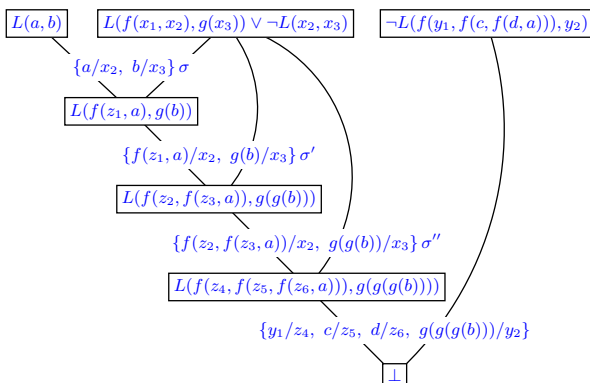 L(a, b) L(f(x₁, x₂), g(x₃)) ∨ ¬L(x₂, x₃) ¬L(f(y₁, f(c, f(d, a))), y₂)
{a/x₂, b/x₃} σ
L(f(z₁, a), g(b))
{f(z₁, a)/x₂, g(b)/x₃} σ′
L(f(z₂, f(z₃, a)), g(g(b)))
{f(z₂, f(z₃, a))/x₂, g(g(b))/x₃} σ″
L(f(z₄, f(z₅, f(z₆, a))), g(g(g(b))))
{y₁/z₄, c/z₅, d/z₆, g(g(g(b)))/y₂}
⊥